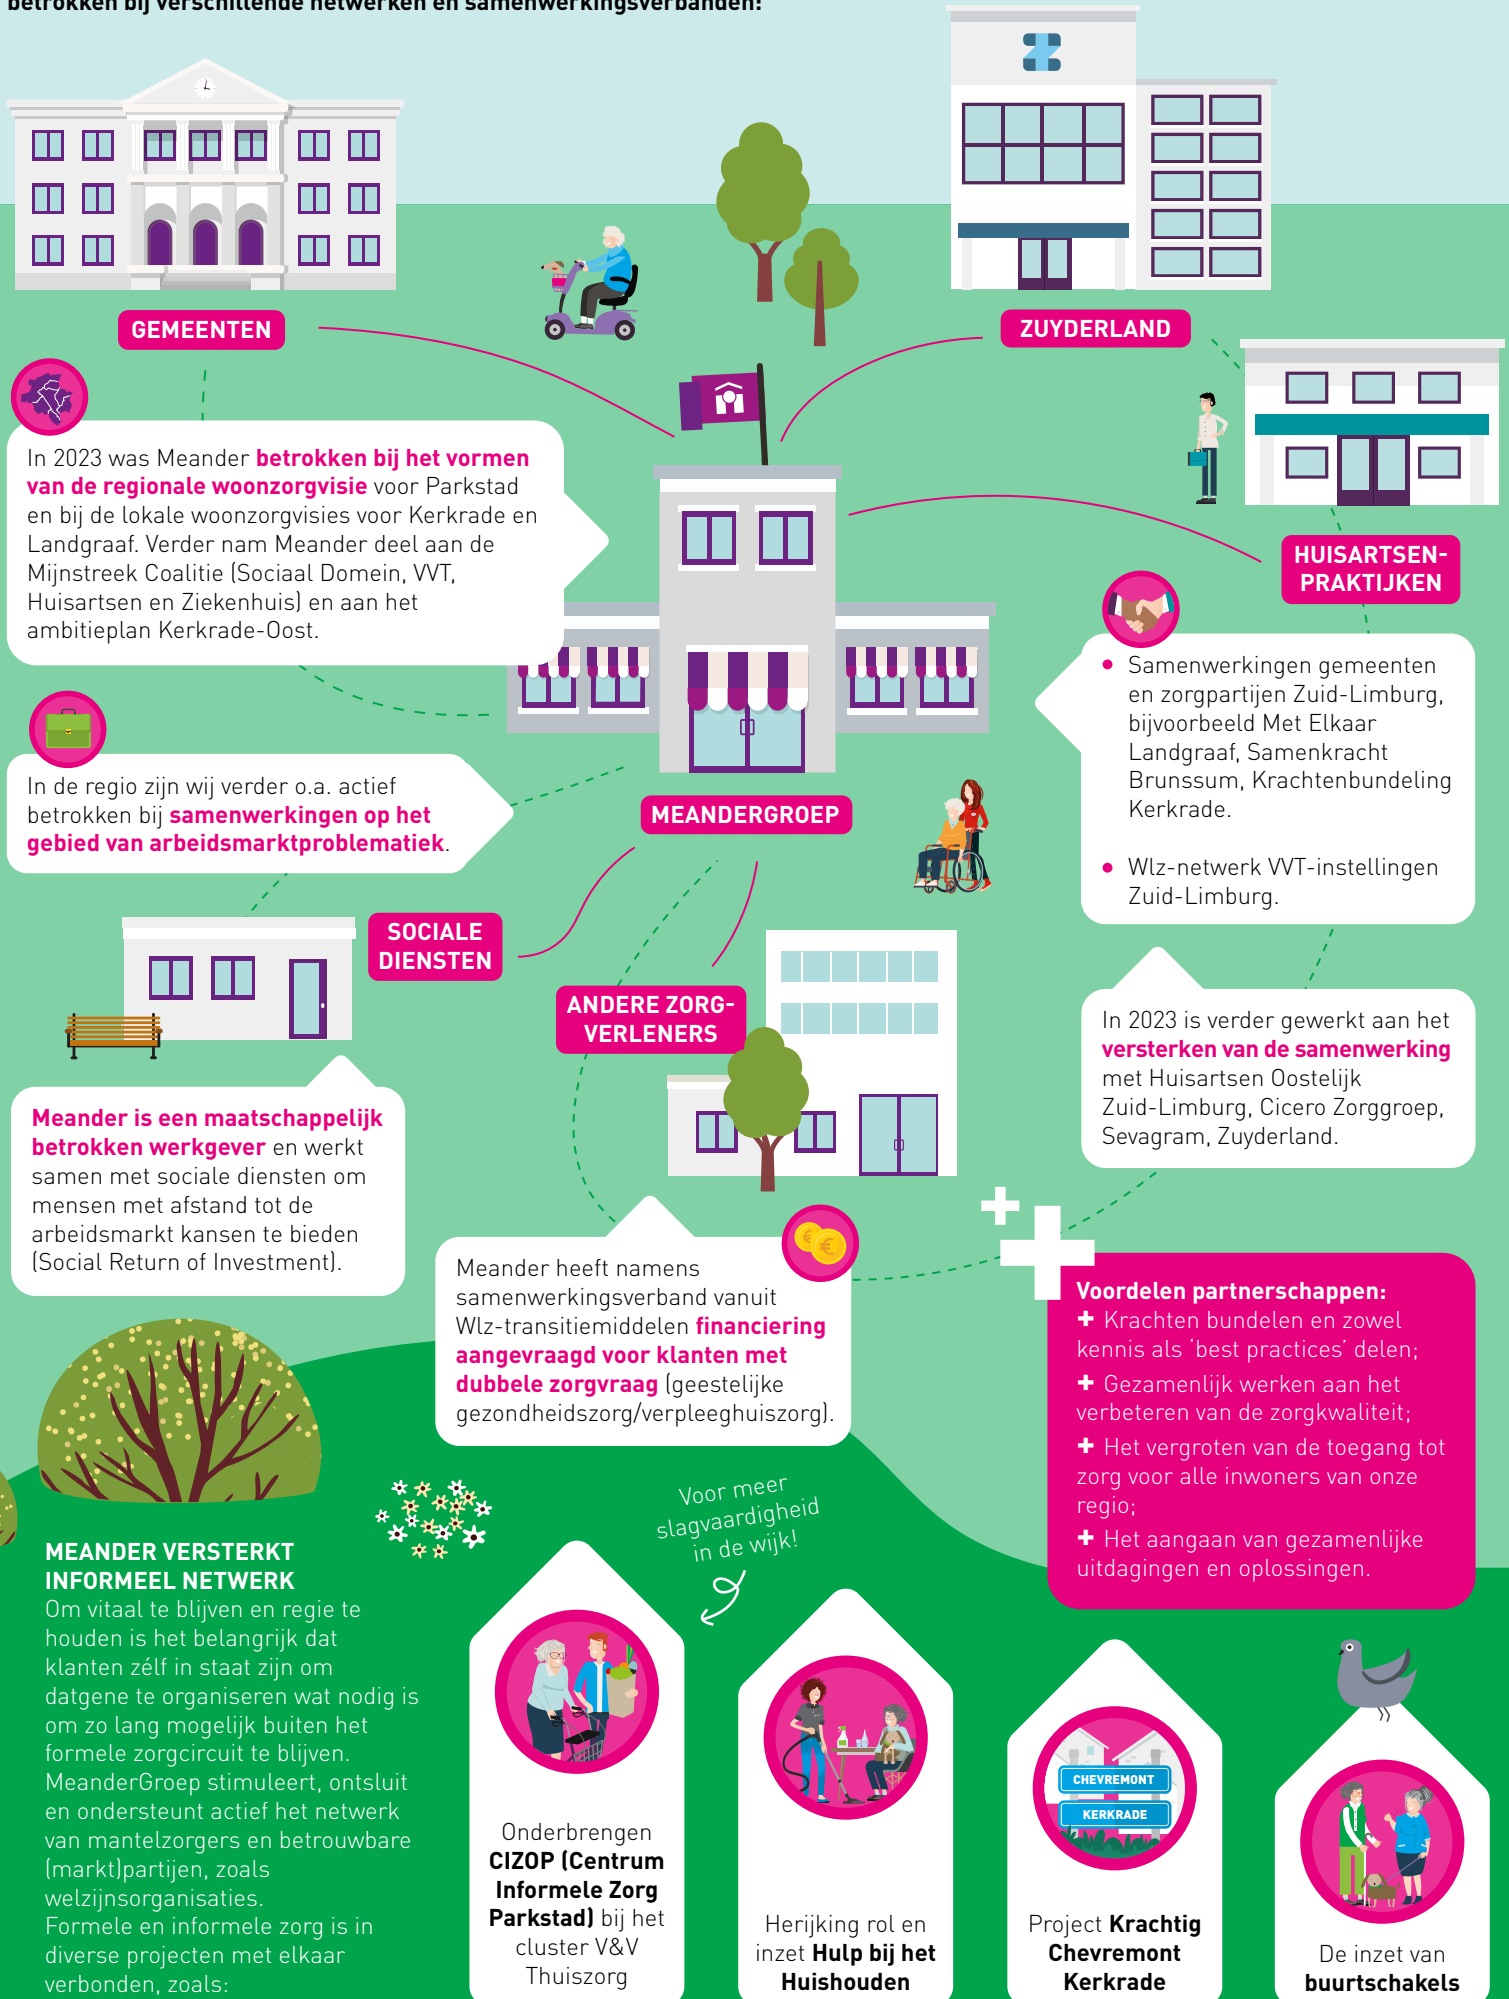 betrokken bij verschillende netwerken en samenwerkingsverbanden:
GEMEENTEN
ZUYDERLAND
In 2023 was Meander betrokken bij het vormen
van de regionale woonzorgvisie voor Parkstad
en bij de lokale woonzorgvisies voor Kerkrade en
Landgraaf. Verder nam Meander deel aan de
Mijnstreek Coalitie (Sociaal Domein, VVT,
Huisartsen en Ziekenhuis) en aan het
ambitieplan Kerkrade-Oost.
HUISARTSEN-
PRAKTIJKEN
• Samenwerkingen gemeenten
en zorgpartijen Zuid-Limburg,
bijvoorbeeld Met Elkaar
Landgraaf, Samenkracht
Brunssum, Krachtenbundeling
Kerkrade.
• Wlz-netwerk VVT-instellingen
Zuid-Limburg.
In de regio zijn wij verder o.a. actief
betrokken bij samenwerkingen op het
gebied van arbeidsmarktproblematiek.
MEANDERGROEP
SOCIALE
DIENSTEN
ANDERE ZORG-
VERLENERS
In 2023 is verder gewerkt aan het
versterken van de samenwerking
met Huisartsen Oostelijk
Zuid-Limburg, Cicero Zorggroep,
Sevagram, Zuyderland.
Meander is een maatschappelijk
betrokken werkgever en werkt
samen met sociale diensten om
mensen met afstand tot de
arbeidsmarkt kansen te bieden
(Social Return of Investment).
Meander heeft namens
samenwerkingsverband vanuit
Wlz-transitiemiddelen financiering
aangevraagd voor klanten met
dubbele zorgvraag (geestelijke
gezondheidszorg/verpleeghuiszorg).
Voordelen partnerschappen:
+ Krachten bundelen en zowel
kennis als ‘best practices’ delen;
+ Gezamenlijk werken aan het
verbeteren van de zorgkwaliteit;
+ Het vergroten van de toegang tot
zorg voor alle inwoners van onze
regio;
+ Het aangaan van gezamenlijke
uitdagingen en oplossingen.
Voor meer
slagvaardigheid
in de wijk!
MEANDER VERSTERKT
INFORMEEL NETWERK
Om vitaal te blijven en regie te
houden is het belangrijk dat
klanten zélf in staat zijn om
datgene te organiseren wat nodig is
om zo lang mogelijk buiten het
formele zorgcircuit te blijven.
MeanderGroep stimuleert, ontsluit
en ondersteunt actief het netwerk
van mantelzorgers en betrouwbare
(markt)partijen, zoals
welzijnsorganisaties.
Formele en informele zorg is in
diverse projecten met elkaar
verbonden, zoals:
Onderbrengen
CIZOP (Centrum
Informele Zorg
Parkstad) bij het
cluster V&V
Thuiszorg
Herijking rol en
inzet Hulp bij het
Huishouden
CHEVREMONT
KERKRADE
Project Krachtig
Chevremont
Kerkrade
De inzet van
buurtschakels